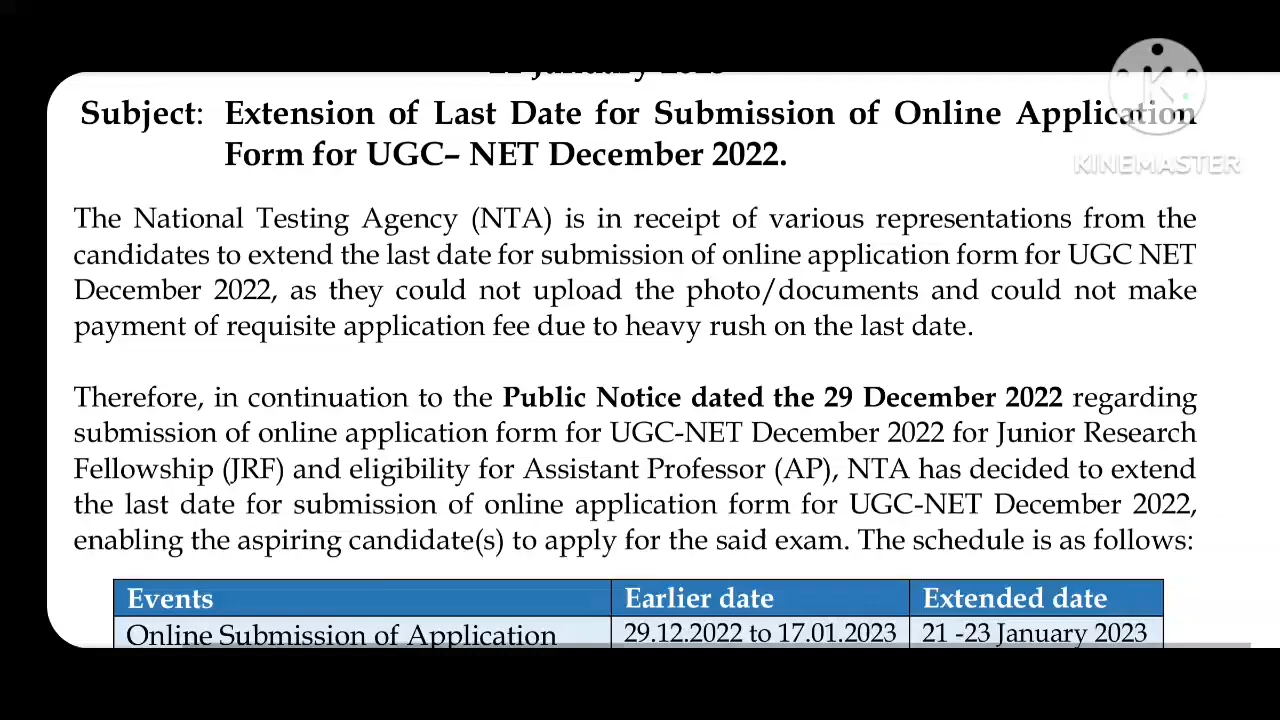 Subject: Extension of Last Date for Submission of Online Application
Form for UGC– NET December 2022.
KINEMASTER
The National Testing Agency (NTA) is in receipt of various representations from the
candidates to extend the last date for submission of online application form for UGC NET
December 2022, as they could not upload the photo/documents and could not make
payment of requisite application fee due to heavy rush on the last date.
Therefore, in continuation to the Public Notice dated the 29 December 2022 regarding
submission of online application form for UGC-NET December 2022 for Junior Research
Fellowship (JRF) and eligibility for Assistant Professor (AP), NTA has decided to extend
the last date for submission of online application form for UGC-NET December 2022,
enabling the aspiring candidate(s) to apply for the said exam. The schedule is as follows:
Events Earlier date Extended date
Online Submission of Application 29.12.2022 to 17.01.2023 21 -23 January 2023